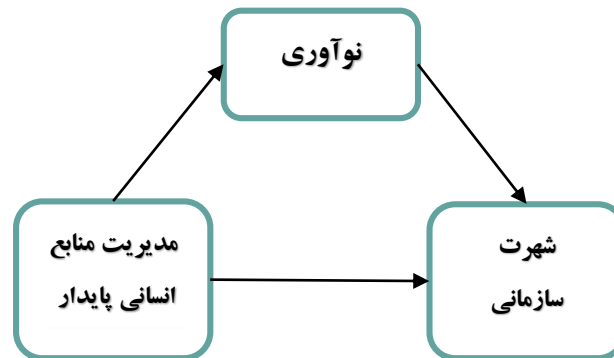 نوآوری
مدیریت منابع
انسانی پایدار
شهرت
سازمانی